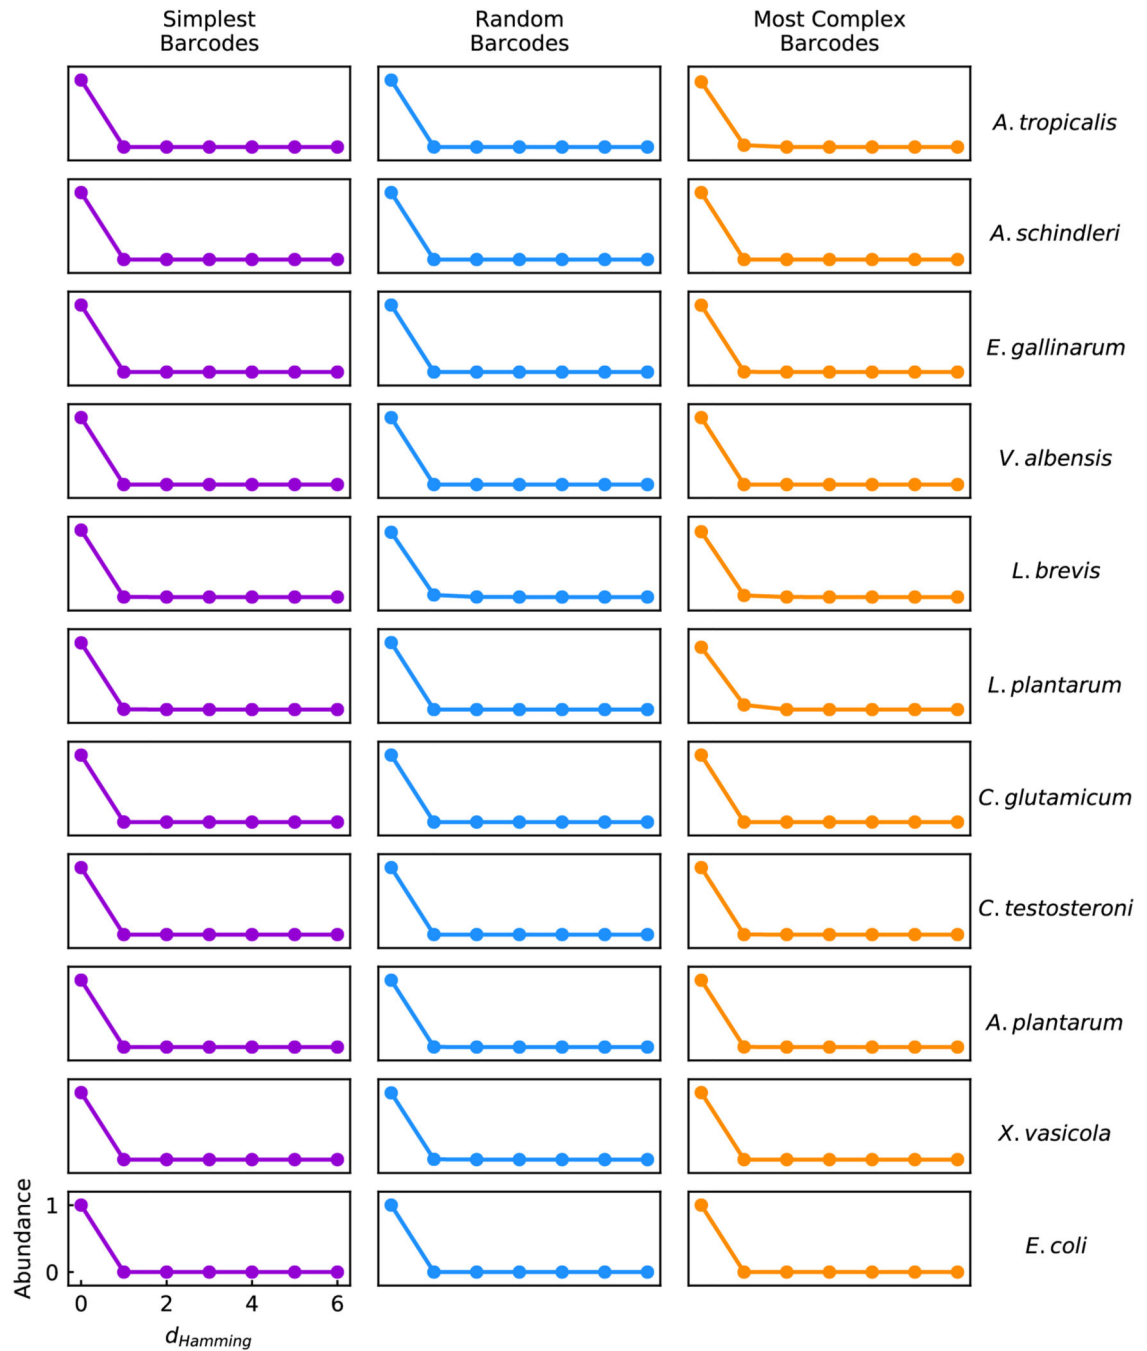 Simplest
Barcodes
Random
Barcodes
Most Complex
Barcodes
A. tropicalis
A. schindleri
E. gallinarum
V. albensis
L. brevis
L. plantarum
C. glutamicum
C. testosteroni
A. plantarum
X. vasicola
E. coli
Abundance
1
0
0 2 4 6
dHamming